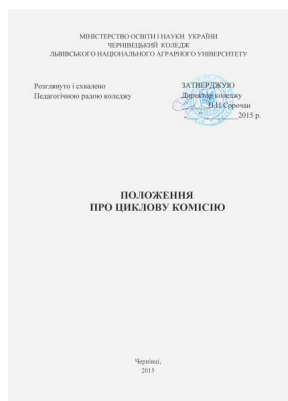 МІНІСТЕРСТВО ОСВІТИ І НАУКИ УКРАЇНИ
ЧЕРНІВЕЦЬКИЙ КОЛЕДЖ
ЛЬВІВСЬКОГО НАЦІОНАЛЬНОГО АГРАРНОГО УНІВЕРСИТЕТУ
Розглянуто і схвалено
Педагогічною радою коледжу
ЗАТВЕРДЖУЮ
Директор коледжу
Сорочан
2015 р.
ПОЛОЖЕННЯ
ПРО ЦИКЛОВУ КОМІСІЮ
Чернівці,
2015